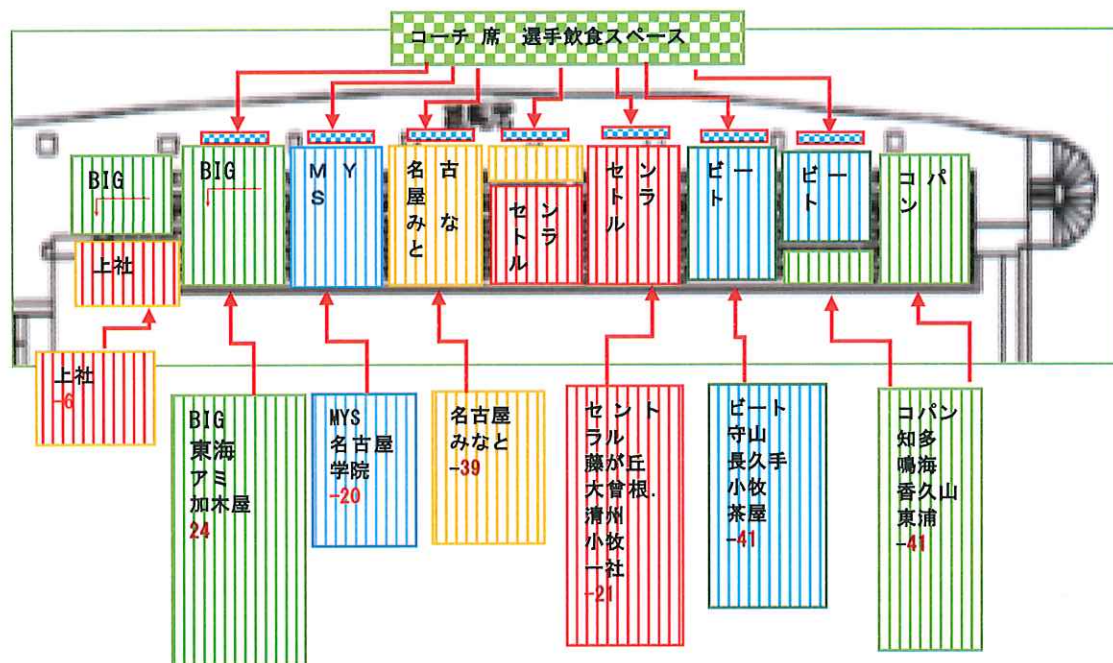 コーチ 席 選手飲食スペース
BIG
上社
BIG
M Y
S
名 古
屋 な
みと
セ ン
ト ラ
ル
セ ン
ト ラ
ル
ビ ー
ト
ビ ー
ト
コ パ
ン
上社
-6
BIG
東海
アミ
加木屋
24
MYS
名古屋
学院
-20
名古屋
みなと
-39
セント
ラル
藤が丘
大曾根.
清州
小牧
一社
-21
ビート
守山
長久手
小牧
茶屋
-41
コパン
知多
鳴海
香久山
東浦
-41